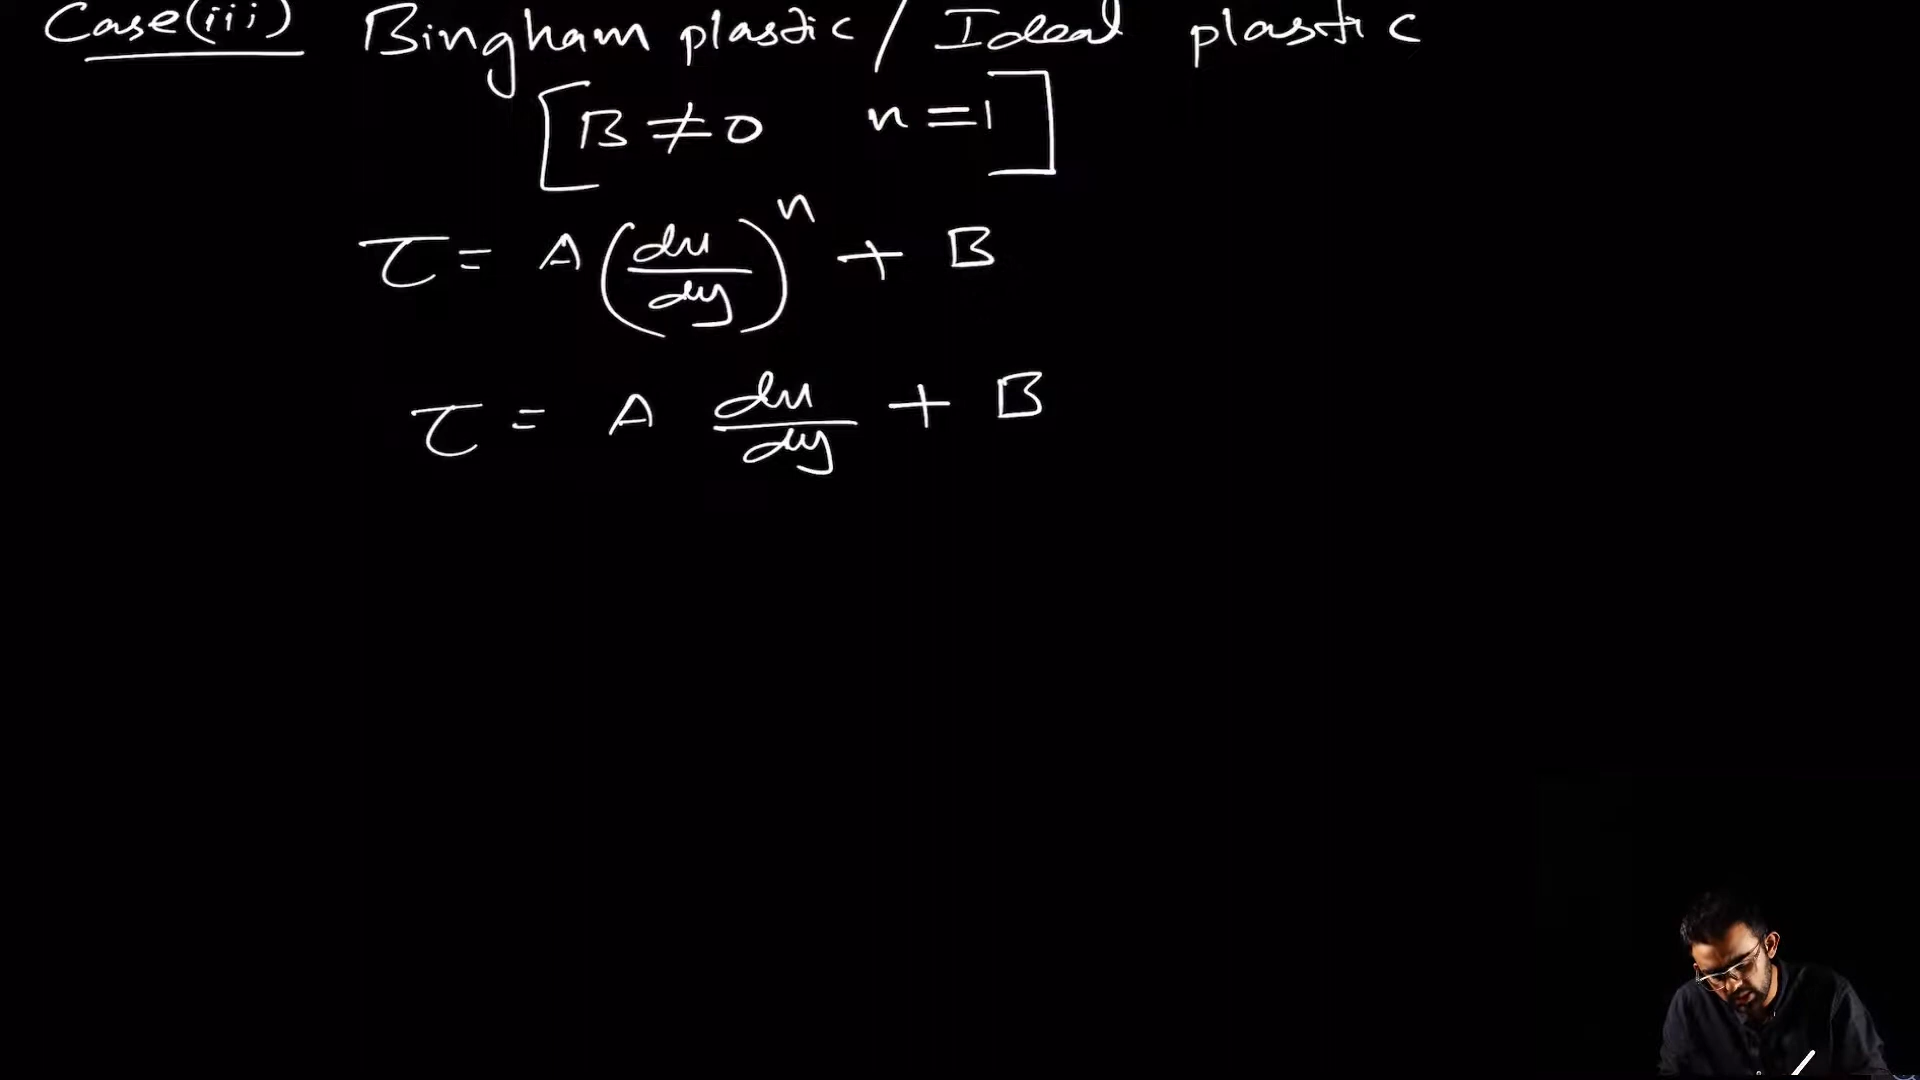 Case(iii) Bingham plastic / Ideal plastic
[B ≠ 0 n = 1]
τ = A (du/dy)^n + B
τ = A du/dy + B